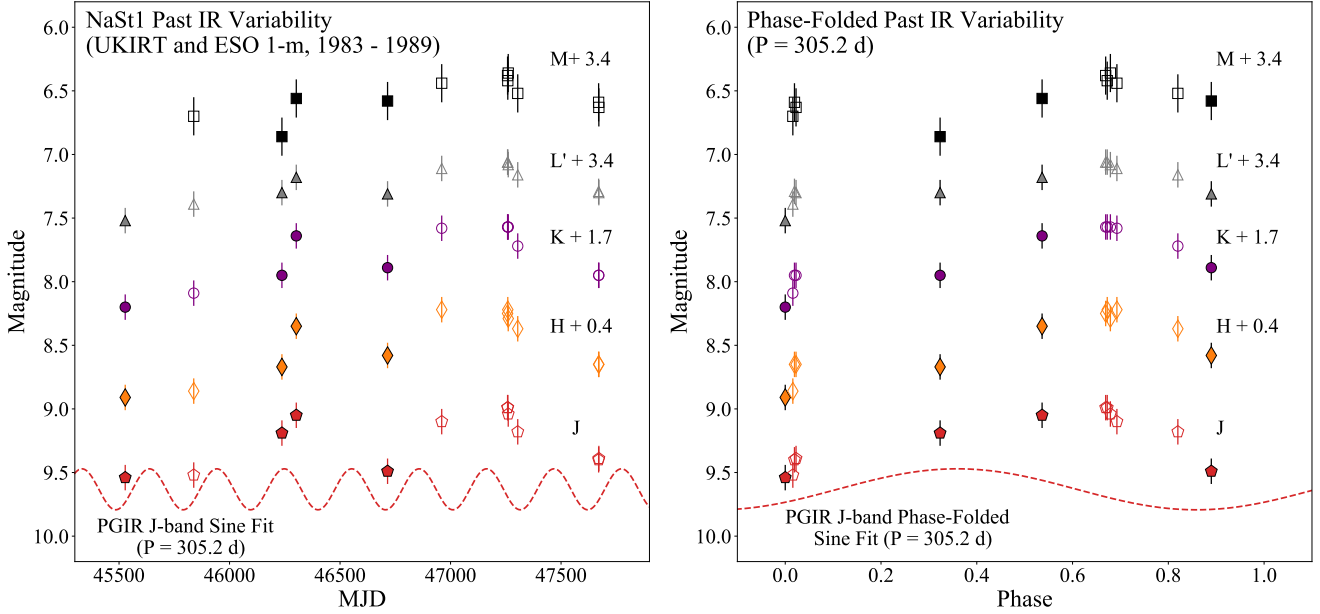 NaSt1 Past IR Variability
(UKIRT and ESO 1-m, 1983 - 1989)
M+ 3.4
L' + 3.4
K + 1.7
H + 0.4
J
PGIR J-band Sine Fit
(P = 305.2 d)
6.0
6.5
7.0
7.5
8.0
8.5
9.0
9.5
10.0
Magnitude
45500
46000
46500
47000
47500
MJD
Phase-Folded Past IR Variability
(P = 305.2 d)
M + 3.4
L' + 3.4
K + 1.7
H + 0.4
J
PGIR J-band Phase-Folded
Sine Fit (P = 305.2 d)
6.0
6.5
7.0
7.5
8.0
8.5
9.0
9.5
10.0
Magnitude
0.0
0.2
0.4
0.6
0.8
1.0
Phase